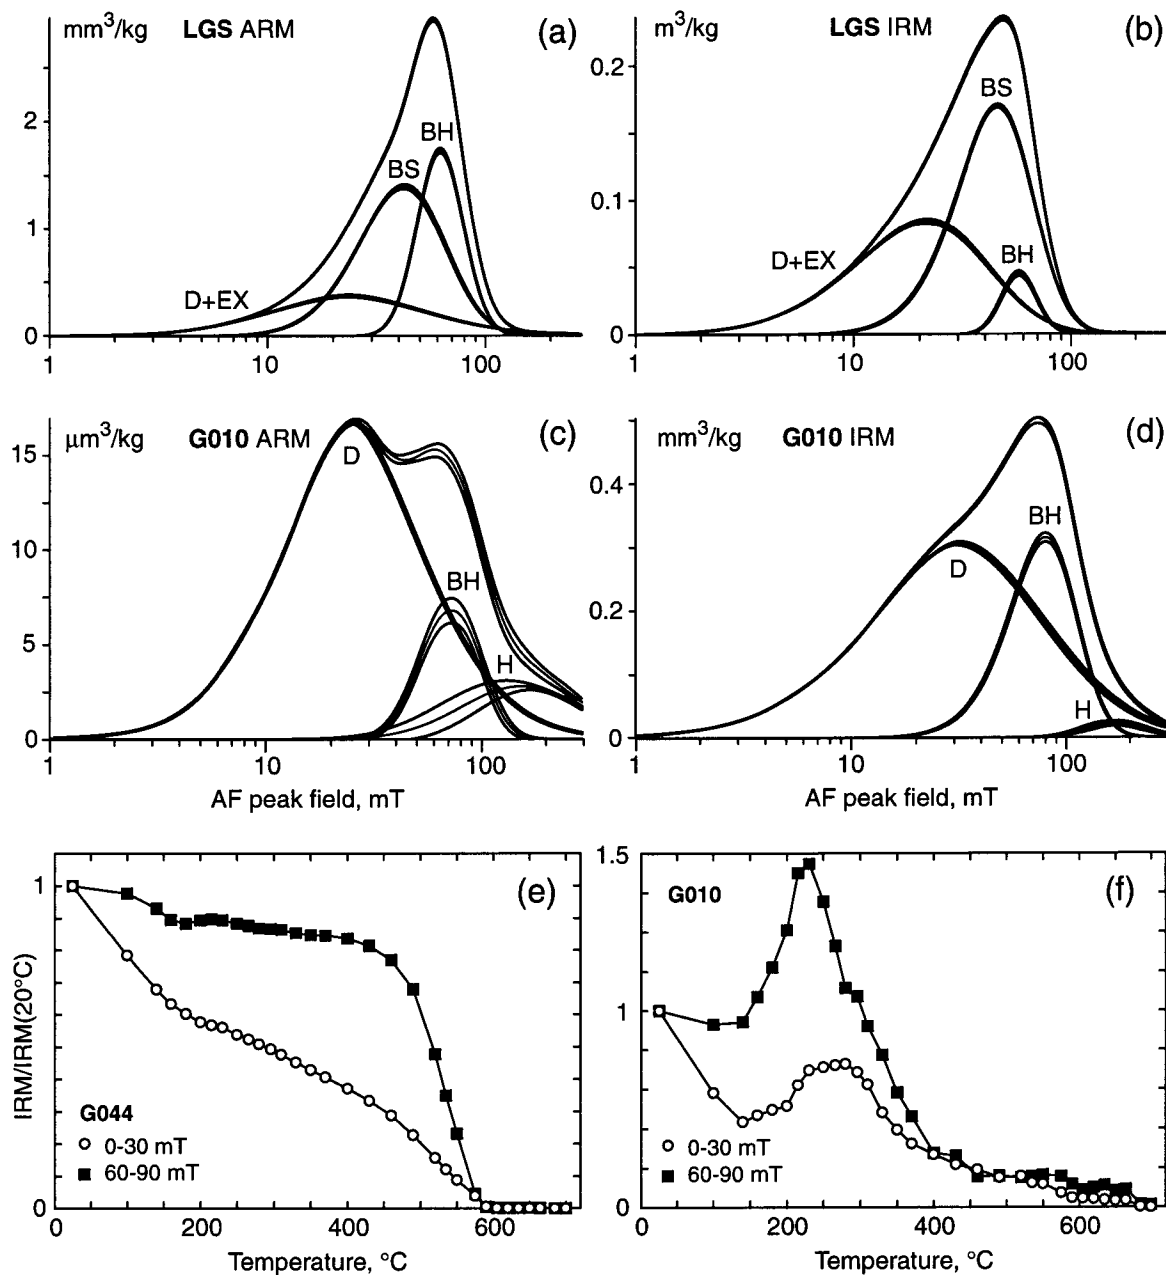 mm³/kg LGS ARM (a)
2
1
0
BH
BS
D+EX
1 10 100
m³/kg LGS IRM (b)
0.2
0.1
0
BS
D+EX
BH
1 10 100
μm³/kg G010 ARM (c)
15
10
5
0
D
BH
H
1 10 100
AF peak field, mT
mm³/kg G010 IRM (d)
0.4
0.2
0
BH
D
H
1 10 100
AF peak field, mT
IRM/IRM(20°C)
1
0
(e)
G044
0-30 mT
60-90 mT
0 200 400 600
Temperature, °C
1.5
1
0
G010 (f)
0-30 mT
60-90 mT
0 200 400 600
Temperature, °C